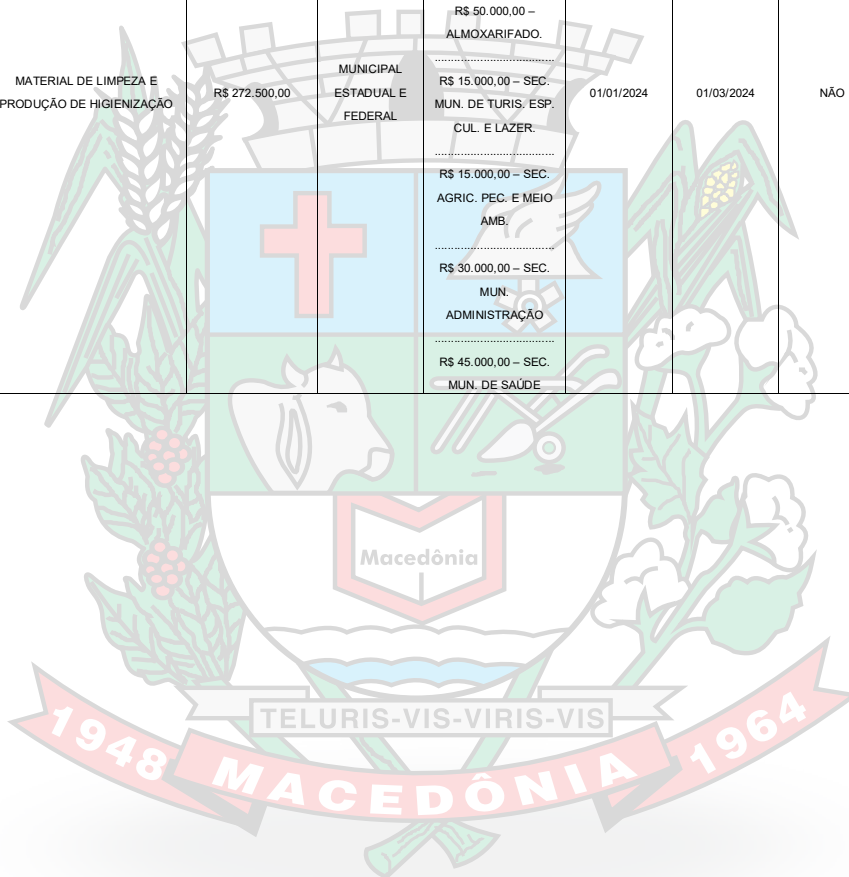 MATERIAL DE LIMPEZA E
PRODUÇÃO DE HIGIENIZAÇÃO
R$ 272.500,00
MUNICIPAL
ESTADUAL E
FEDERAL
R$ 50.000,00 –
ALMOXARIFADO.
.....................................
R$ 15.000,00 – SEC.
MUN. DE TURIS. ESP.
CUL. E LAZER.
.....................................
R$ 15.000,00 – SEC.
AGRIC. PEC. E MEIO
AMB.
.....................................
R$ 30.000,00 – SEC.
MUN.
ADMINISTRAÇÃO
.....................................
R$ 45.000,00 – SEC.
MUN. DE SAÚDE
01/01/2024
01/03/2024
NÃO
Macedônia
TELURIS-VIS-VIRIS-VIS
1948
MACEDÔNIA
1964